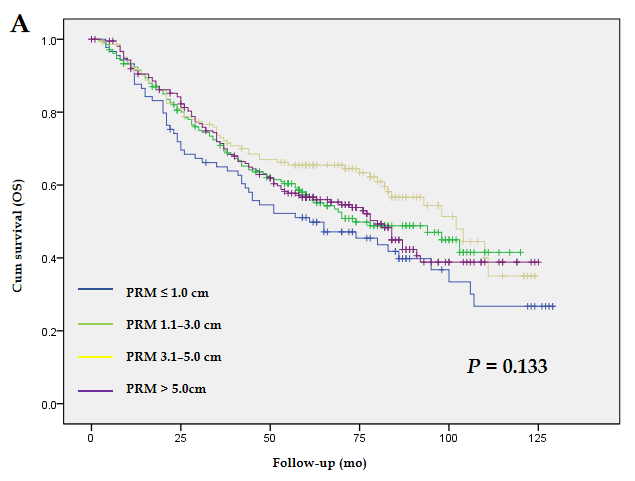 A
1.0
0.8
0.6
0.4
0.2
0.0
Cum survival (OS)
PRM ≤ 1.0 cm
PRM 1.1–3.0 cm
PRM 3.1–5.0 cm
PRM > 5.0cm
P = 0.133
0 25 50 75 100 125
Follow-up (mo)